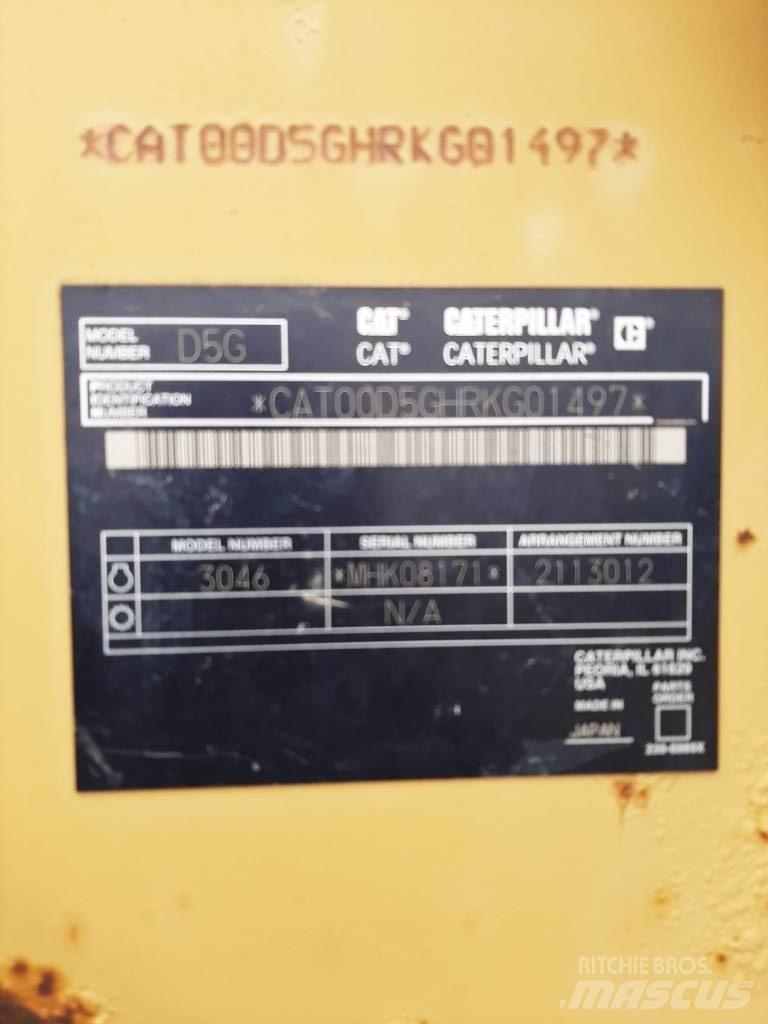 *CAT00D5GHRKG01497*
MODEL NUMBER D5G
CAT® CATERPILLAR® C®
CAT® CATERPILLAR®
PRODUCT
IDENTIFICATION
NUMBER *CAT00D5GHRKG01497*
MODEL NUMBER SERIAL NUMBER ARRANGEMENT NUMBER
3046 *MHK08171* 2113012
N/A
CATERPILLAR INC.
PEORIA, IL 61629
USA
PARTS
ORDER
MADE IN
JAPAN
RITCHIE BROS.
MASCUS